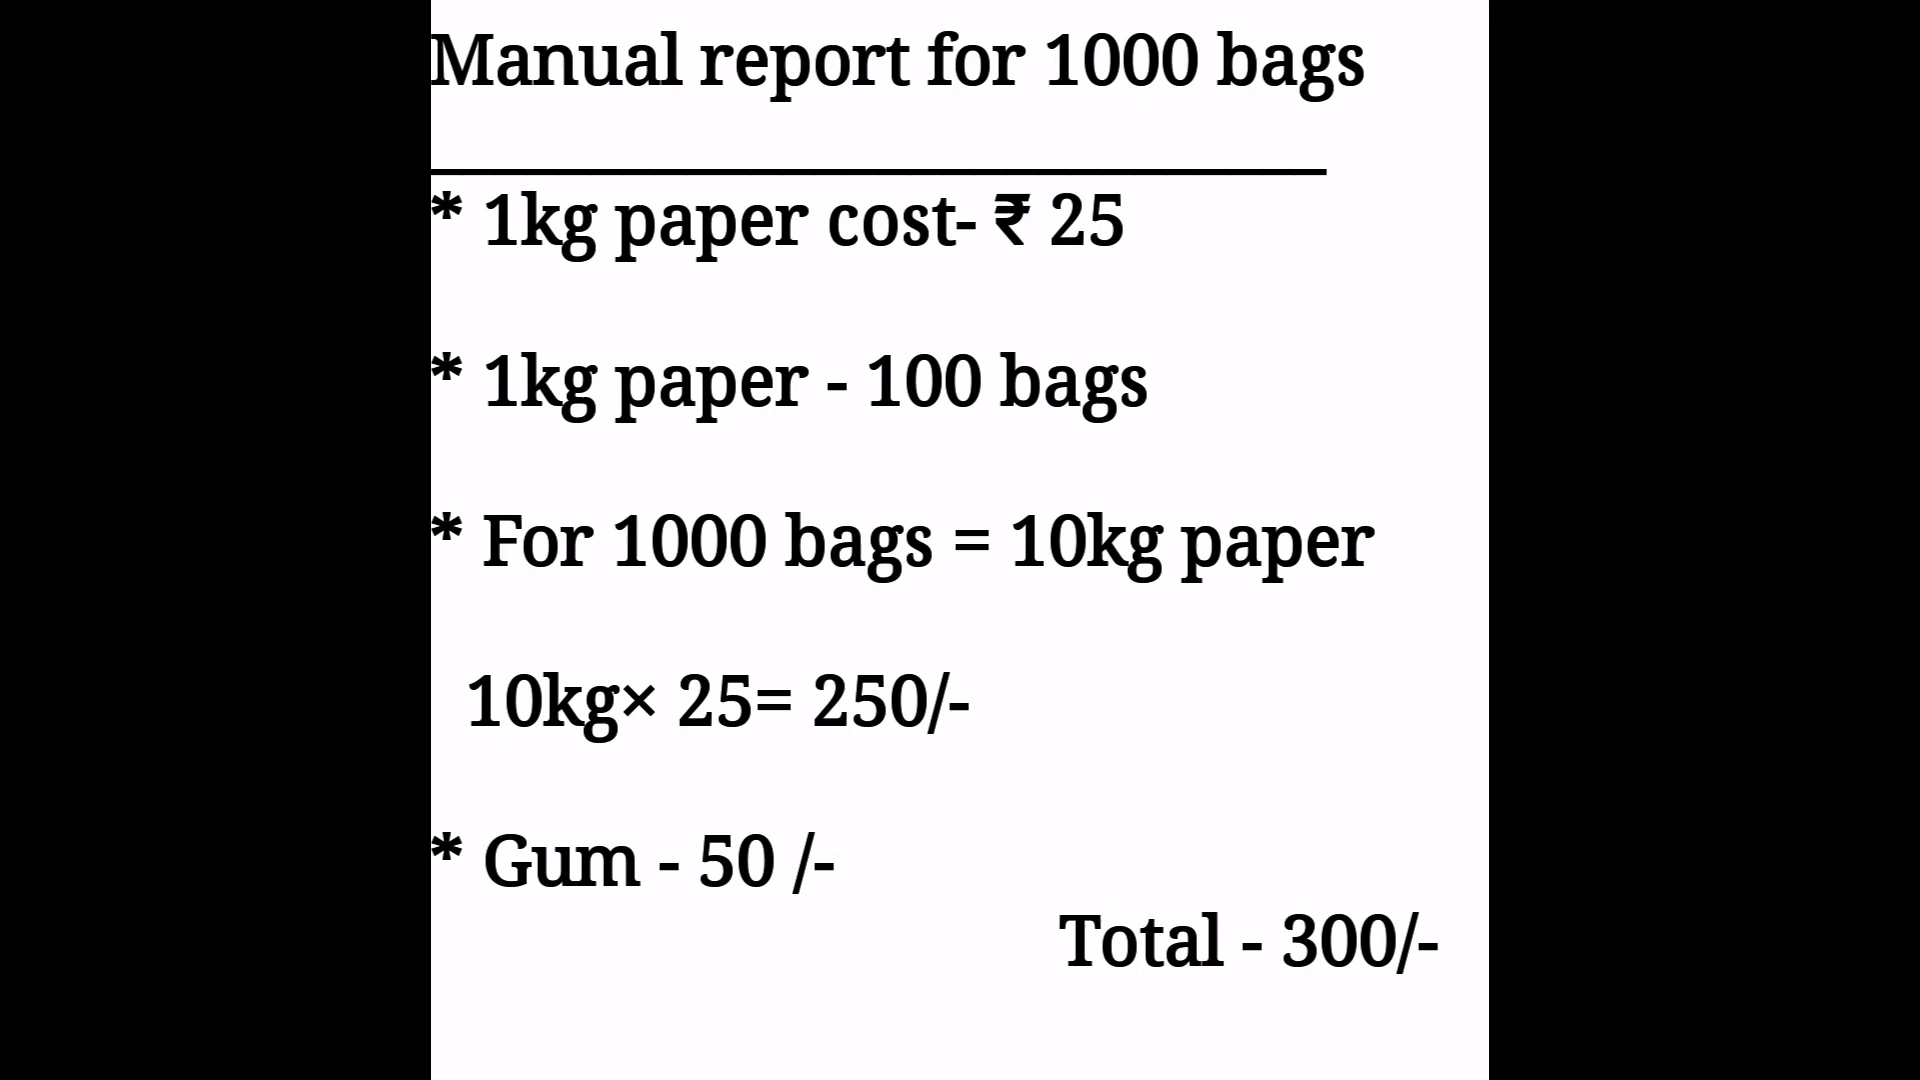 Manual report for 1000 bags
* 1kg paper cost- ₹ 25
* 1kg paper - 100 bags
* For 1000 bags = 10kg paper
10kg× 25= 250/-
* Gum - 50 /-
Total - 300/-